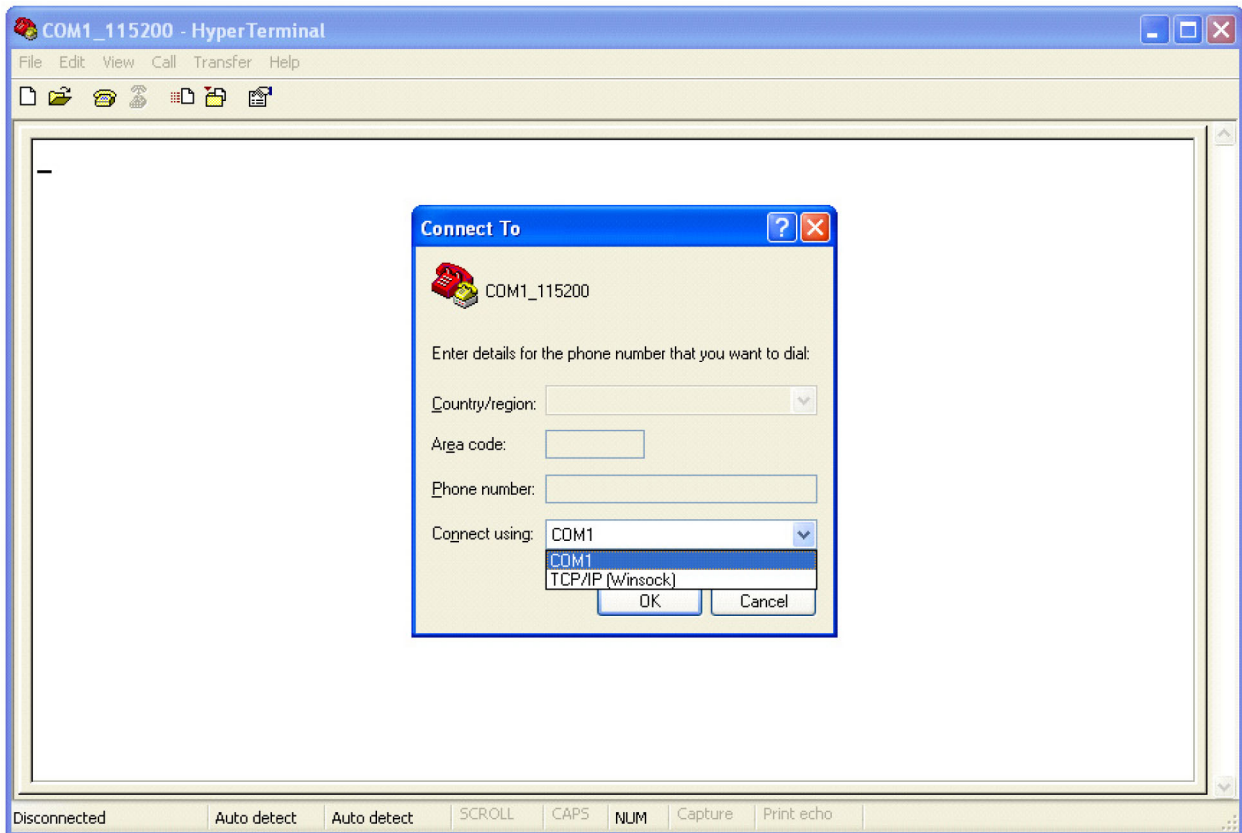 COM1_115200 - HyperTerminal
File Edit View Call Transfer Help
Connect To
?
COM1_115200
Enter details for the phone number that you want to dial:
Country/region:
Area code:
Phone number:
Connect using: COM1
COM1
TCP/IP (Winsock)
OK Cancel
Disconnected Auto detect Auto detect SCROLL CAPS NUM Capture Print echo